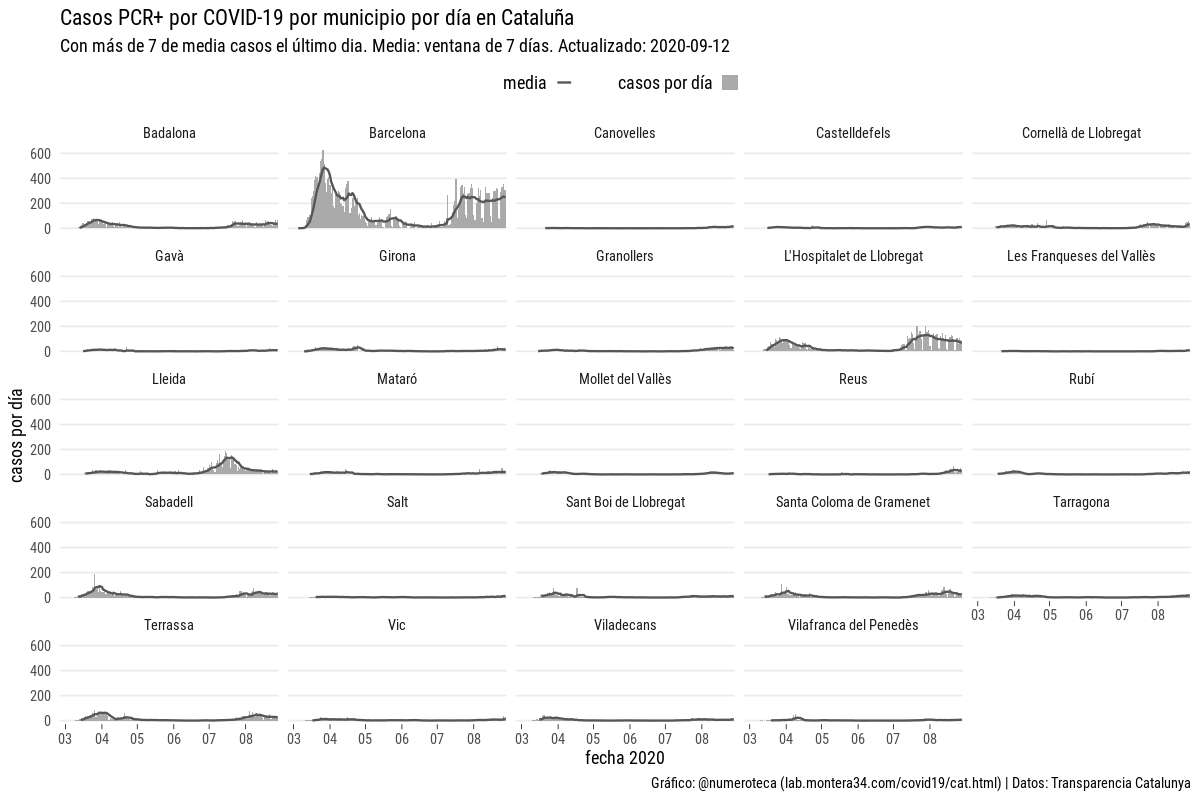 Casos PCR+ por COVID-19 por municipio por día en Cataluña
Con más de 7 de media casos el último dia. Media: ventana de 7 días. Actualizado: 2020-09-12
media casos por día
Badalona Barcelona Canovelles Castelldefels Cornellà de Llobregat
600
400
200
0
Gavà Girona Granollers L'Hospitalet de Llobregat Les Franqueses del Vallès
600
400
200
0
Lleida Mataró Mollet del Vallès Reus Rubí
600
400
200
0
Sabadell Salt Sant Boi de Llobregat Santa Coloma de Gramenet Tarragona
600
400
200
0
03 04 05 06 07 08
Terrassa Vic Viladecans Vilafranca del Penedès
600
400
200
0
03 04 05 06 07 08 03 04 05 06 07 08 03 04 05 06 07 08 03 04 05 06 07 08
casos por día
fecha 2020
Gráfico: @numeroteca (lab.montera34.com/covid19/cat.html) | Datos: Transparencia Catalunya